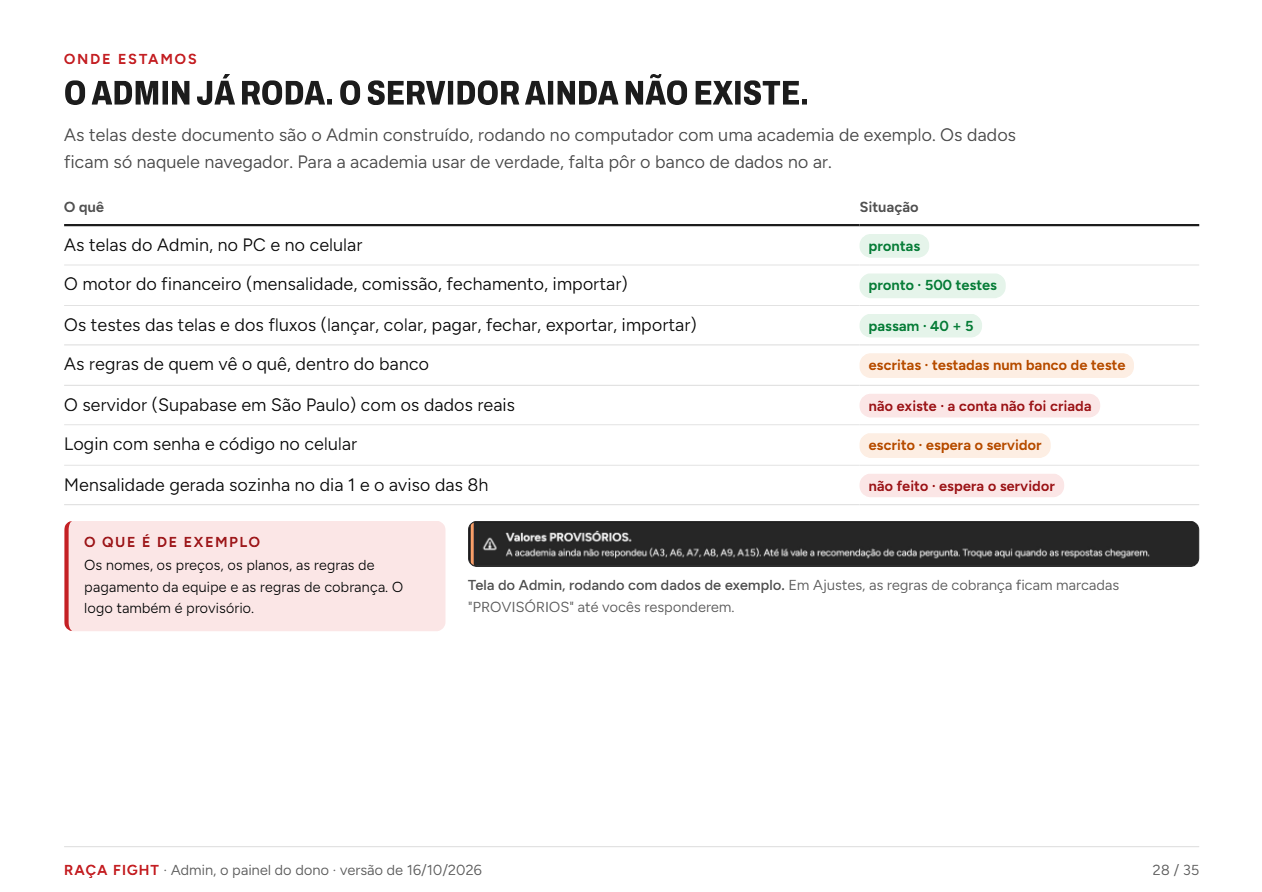 ONDE ESTAMOS
O ADMIN JÁ RODA. O SERVIDOR AINDA NÃO EXISTE.
As telas deste documento são o Admin construído, rodando no computador com uma academia de exemplo. Os dados
ficam só naquele navegador. Para a academia usar de verdade, falta pôr o banco de dados no ar.
O quê Situação
As telas do Admin, no PC e no celular prontas
O motor do financeiro (mensalidade, comissão, fechamento, importar) pronto · 500 testes
Os testes das telas e dos fluxos (lançar, colar, pagar, fechar, exportar, importar) passam · 40 + 5
As regras de quem vê o quê, dentro do banco escritas · testadas num banco de teste
O servidor (Supabase em São Paulo) com os dados reais não existe · a conta não foi criada
Login com senha e código no celular escrito · espera o servidor
Mensalidade gerada sozinha no dia 1 e o aviso das 8h não feito · espera o servidor
O QUE É DE EXEMPLO
Os nomes, os preços, os planos, as regras de
pagamento da equipe e as regras de cobrança. O
logo também é provisório.
Valores PROVISÓRIOS.
A academia ainda não respondeu (A3, A6, A7, A8, A9, A15). Até lá vale a recomendação de cada pergunta. Troque aqui quando as respostas chegarem.
Tela do Admin, rodando com dados de exemplo. Em Ajustes, as regras de cobrança ficam marcadas
"PROVISÓRIOS" até vocês responderem.
RAÇA FIGHT · Admin, o painel do dono · versão de 16/10/2026 28 / 35